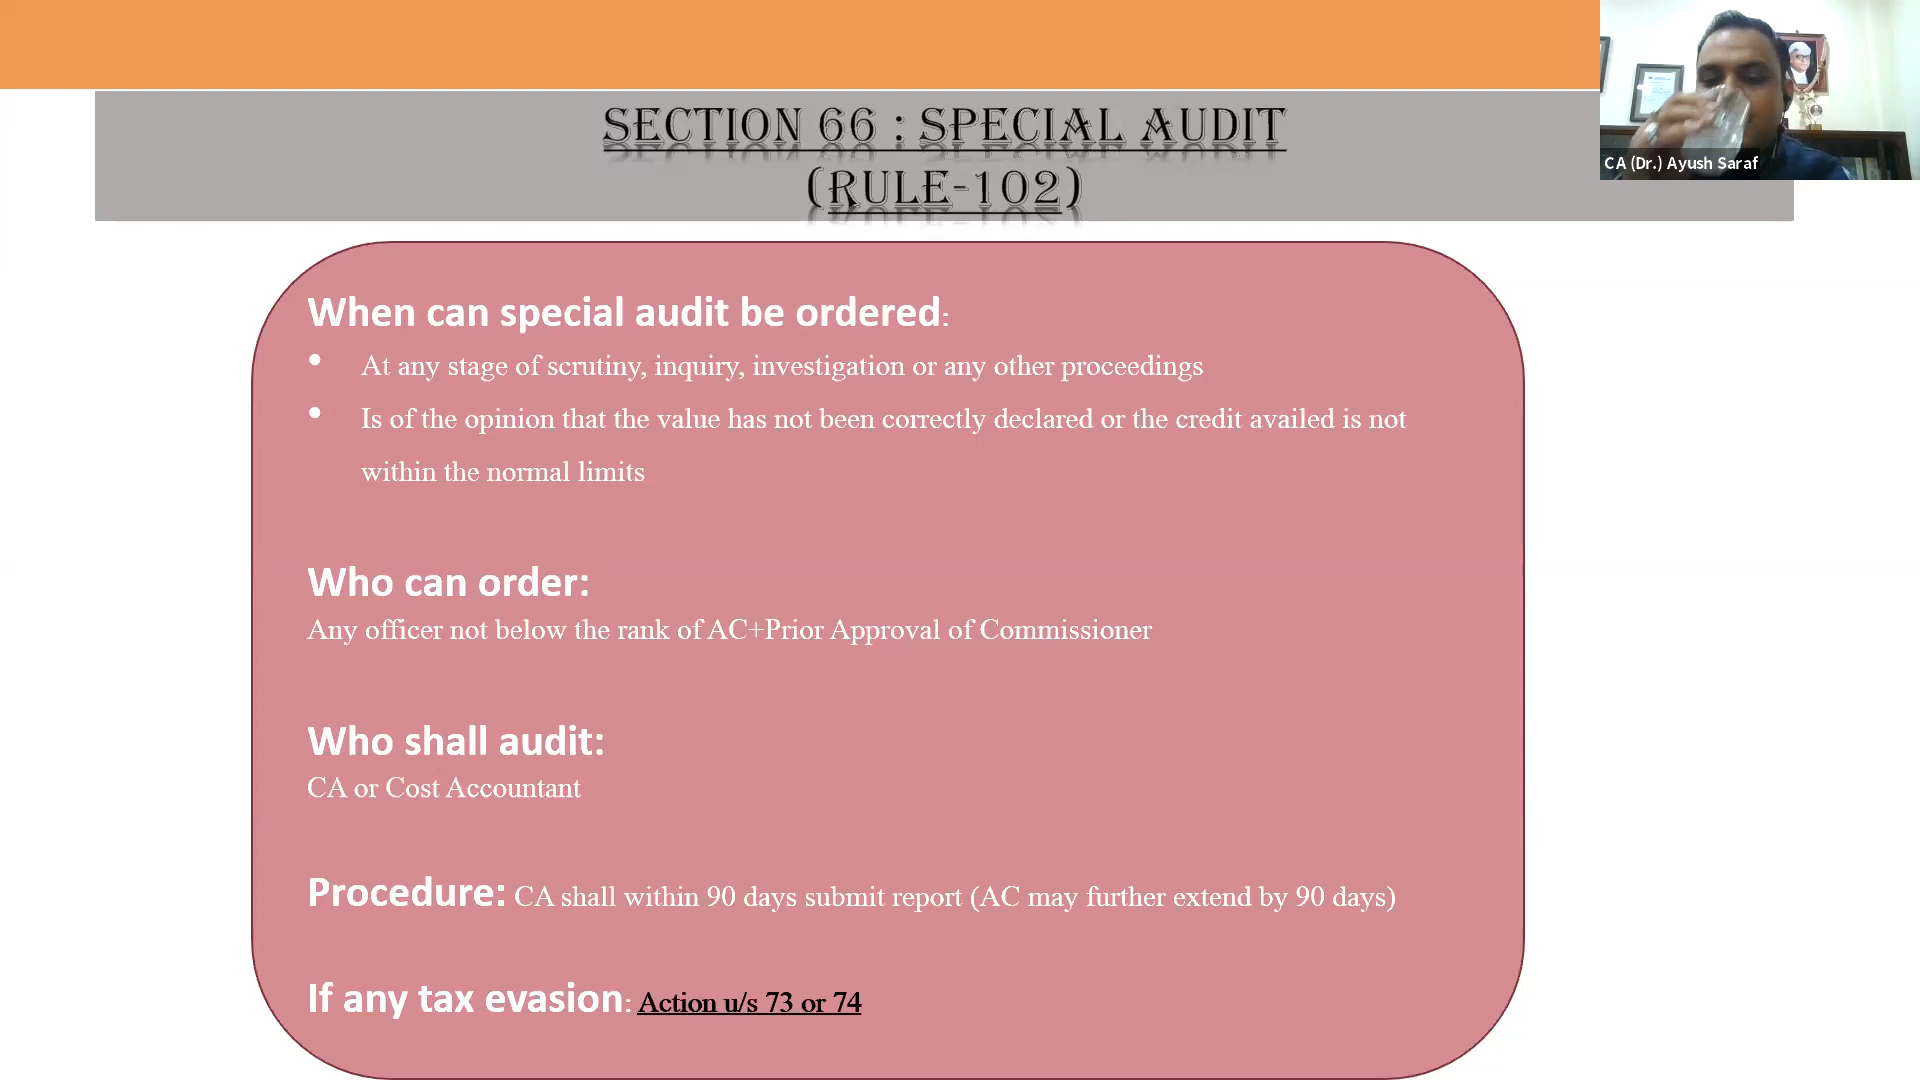 SECTION 66 : SPECIAL AUDIT
(RULE-102)
CA (Dr.) Ayush Saraf
When can special audit be ordered:
• At any stage of scrutiny, inquiry, investigation or any other proceedings
• Is of the opinion that the value has not been correctly declared or the credit availed is not
within the normal limits
Who can order:
Any officer not below the rank of AC+Prior Approval of Commissioner
Who shall audit:
CA or Cost Accountant
Procedure: CA shall within 90 days submit report (AC may further extend by 90 days)
If any tax evasion: Action u/s 73 or 74